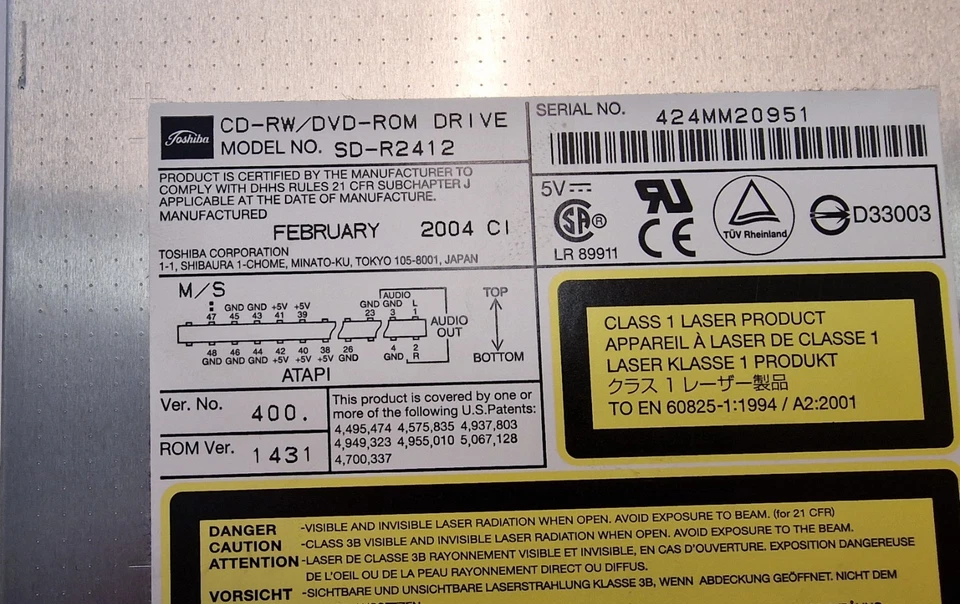 Toshiba
CD-RW/DVD-ROM DRIVE
MODEL NO. SD-R2412
PRODUCT IS CERTIFIED BY THE MANUFACTURER TO
COMPLY WITH DHHS RULES 21 CFR SUBCHAPTER J
APPLICABLE AT THE DATE OF MANUFACTURE.
MANUFACTURED
FEBRUARY 2004 CI
TOSHIBA CORPORATION
1-1, SHIBAURA 1-CHOME, MINATO-KU, TOKYO 105-8001, JAPAN
SERIAL NO. 424MM20951
5V
SA ®
LR 89911
RU
CE
TÜV Rheinland
D33003
M/S
AUDIO
GND GND +5V +5V GND GND L
47 45 43 41 39 23 3 1
48 46 44 42 40 38 26 4 2
GND GND GND +5V +5V +5V GND GND R
AUDIO
OUT
TOP
BOTTOM
ATAPI
Ver. No. 400.
ROM Ver. 1431
This product is covered by one or
more of the following U.S.Patents:
4,495,474 4,575,835 4,937,803
4,949,323 4,955,010 5,067,128
4,700,337
CLASS 1 LASER PRODUCT
APPAREIL À LASER DE CLASSE 1
LASER KLASSE 1 PRODUKT
クラス 1 レーザー製品
TO EN 60825-1:1994 / A2:2001
DANGER -VISIBLE AND INVISIBLE LASER RADIATION WHEN OPEN. AVOID EXPOSURE TO BEAM. (for 21 CFR)
CAUTION -CLASS 3B VISIBLE AND INVISIBLE LASER RADIATION WHEN OPEN. AVOID EXPOSURE TO THE BEAM.
ATTENTION -LASER DE CLASSE 3B RAYONNEMENT VISIBLE ET INVISIBLE, EN CAS D'OUVERTURE. EXPOSITION DANGEREUSE
DE L'OEIL OU DE LA PEAU RAYONNEMENT DIRECT OU DIFFUS.
VORSICHT -SICHTBARE UND UNSICHTBARE LASERSTRAHLUNG KLASSE 3B, WENN ABDECKUNG GEÖFFNET. NICHT DEM